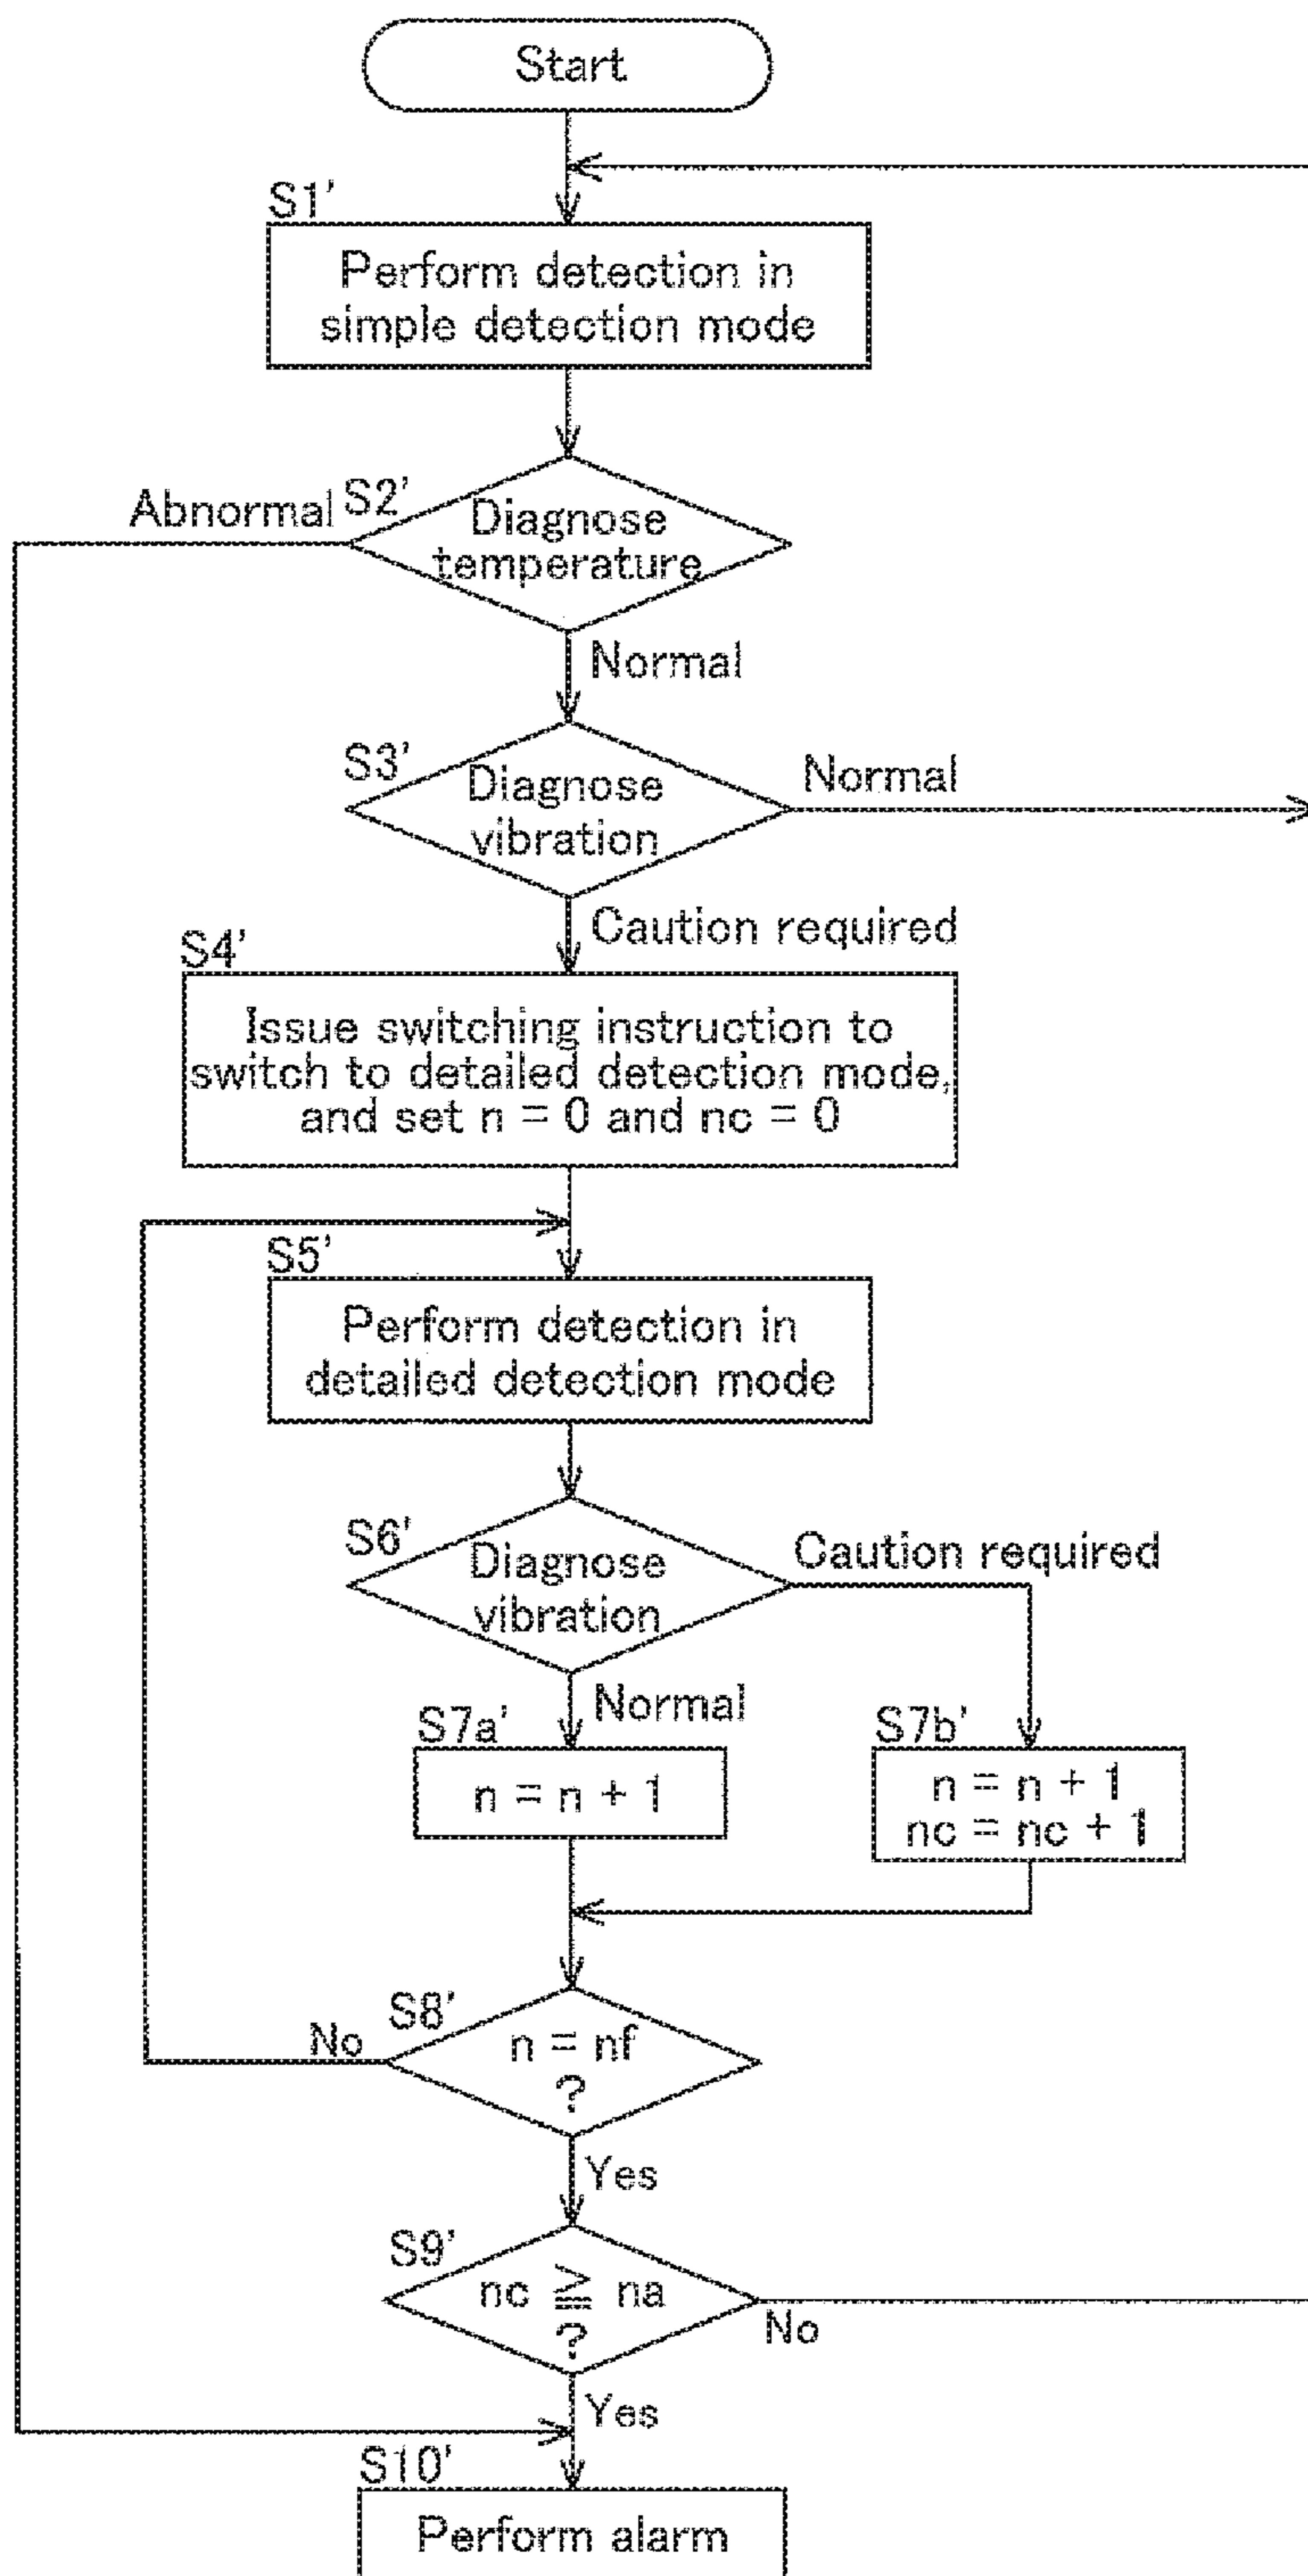 Start
S1'
Perform detection in
simple detection mode
Abnormal
S2'
Diagnose
temperature
Normal
S3'
Diagnose
vibration
Normal
Caution required
S4'
Issue switching instruction to
switch to detailed detection mode,
and set n = 0 and nc = 0
S5'
Perform detection in
detailed detection mode
S6'
Diagnose
vibration
Caution required
Normal
S7a'
n = n + 1
S7b'
n = n + 1
nc = nc + 1
S8'
No
n = nf
?
Yes
S9'
nc ≧ na
?
No
Yes
S10'
Perform alarm